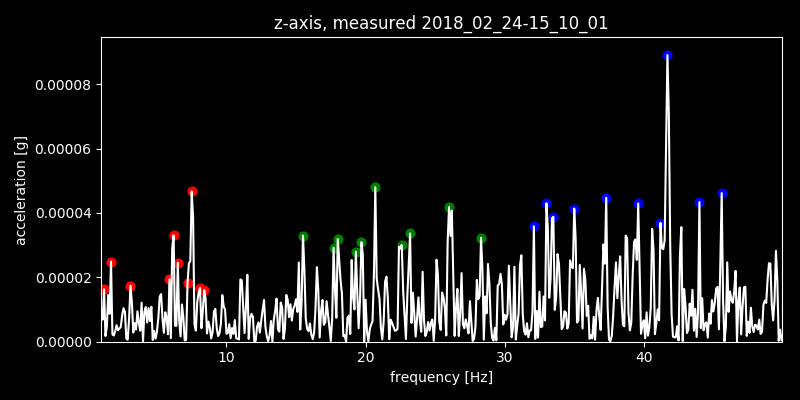 z-axis, measured 2018_02_24-15_10_01
0.00008
0.00006
0.00004
0.00002
0.00000
acceleration [g]
10 20 30 40
frequency [Hz]